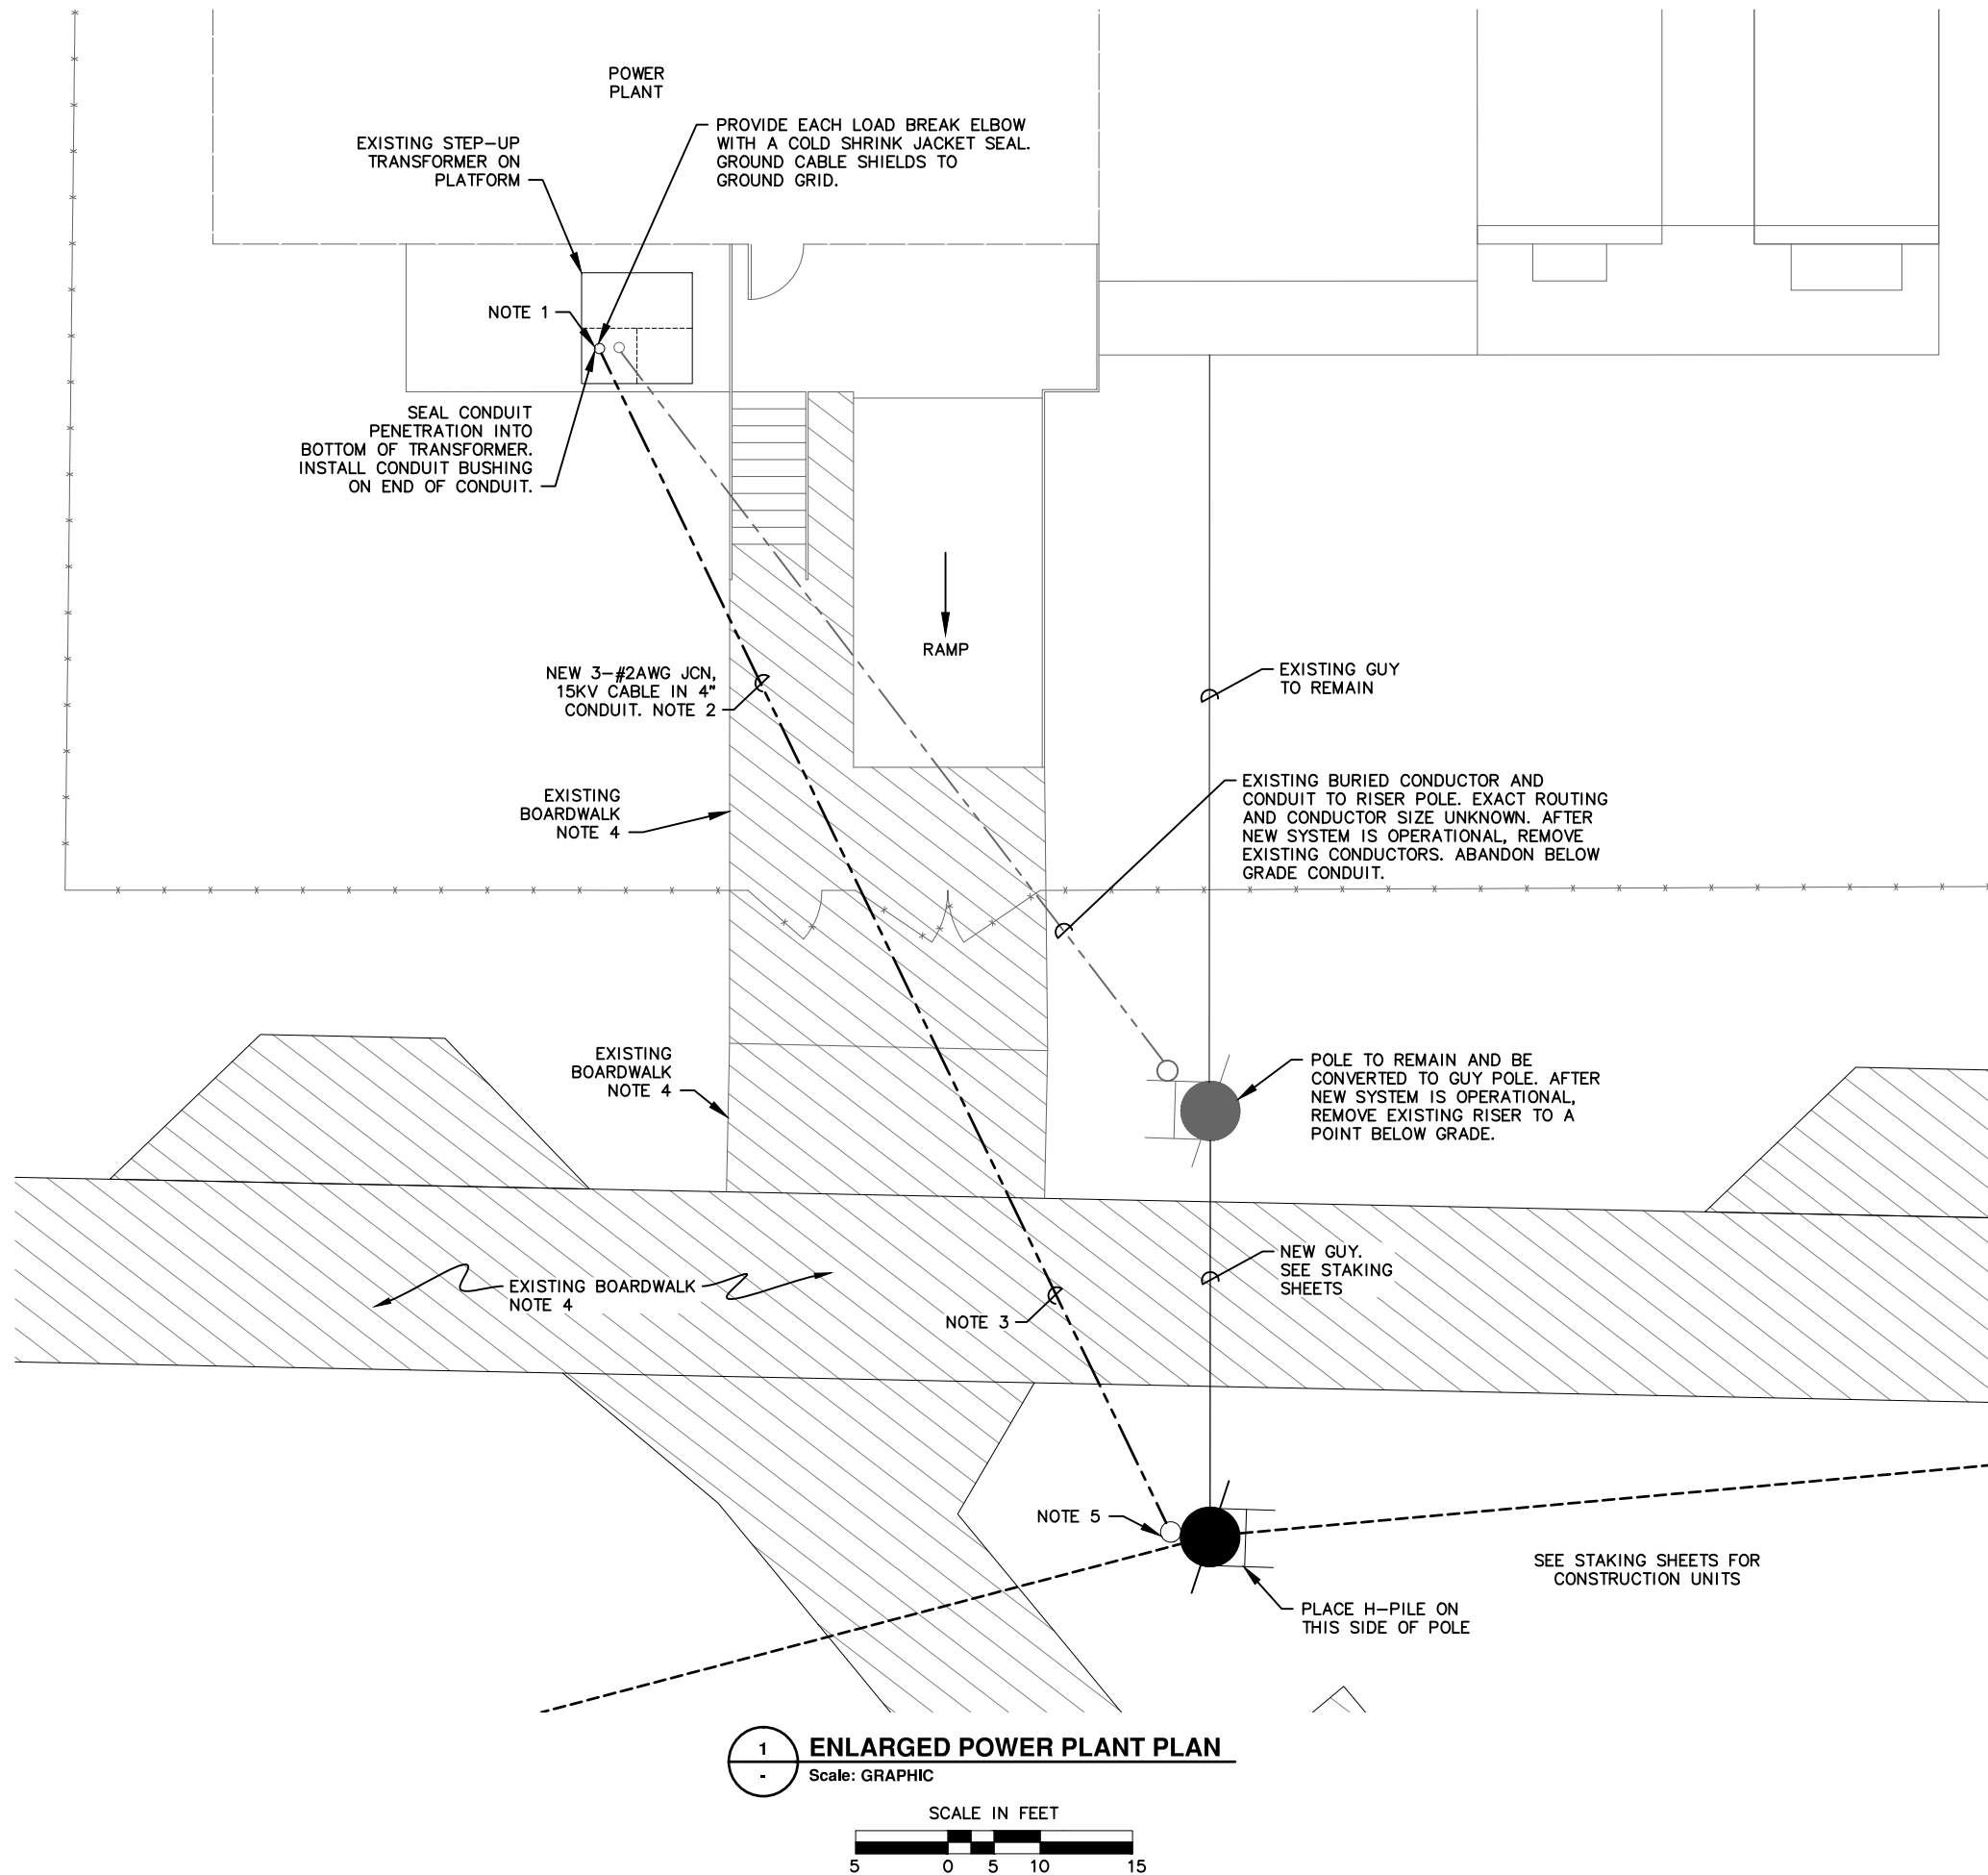 POWER
PLANT
EXISTING STEP-UP
TRANSFORMER ON
PLATFORM
PROVIDE EACH LOAD BREAK ELBOW
WITH A COLD SHRINK JACKET SEAL.
GROUND CABLE SHIELDS TO
GROUND GRID.
NOTE 1
SEAL CONDUIT
PENETRATION INTO
BOTTOM OF TRANSFORMER.
INSTALL CONDUIT BUSHING
ON END OF CONDUIT.
RAMP
NEW 3-#2AWG JCN,
15KV CABLE IN 4"
CONDUIT. NOTE 2
EXISTING GUY
TO REMAIN
EXISTING
BOARDWALK
NOTE 4
EXISTING BURIED CONDUCTOR AND
CONDUIT TO RISER POLE. EXACT ROUTING
AND CONDUCTOR SIZE UNKNOWN. AFTER
NEW SYSTEM IS OPERATIONAL, REMOVE
EXISTING CONDUCTORS. ABANDON BELOW
GRADE CONDUIT.
EXISTING
BOARDWALK
NOTE 4
POLE TO REMAIN AND BE
CONVERTED TO GUY POLE. AFTER
NEW SYSTEM IS OPERATIONAL,
REMOVE EXISTING RISER TO A
POINT BELOW GRADE.
EXISTING BOARDWALK
NOTE 4
NEW GUY.
SEE STAKING
SHEETS
NOTE 3
NOTE 5
SEE STAKING SHEETS FOR
CONSTRUCTION UNITS
PLACE H-PILE ON
THIS SIDE OF POLE
1
-
ENLARGED POWER PLANT PLAN
Scale: GRAPHIC
SCALE IN FEET
5 0 5 10 15